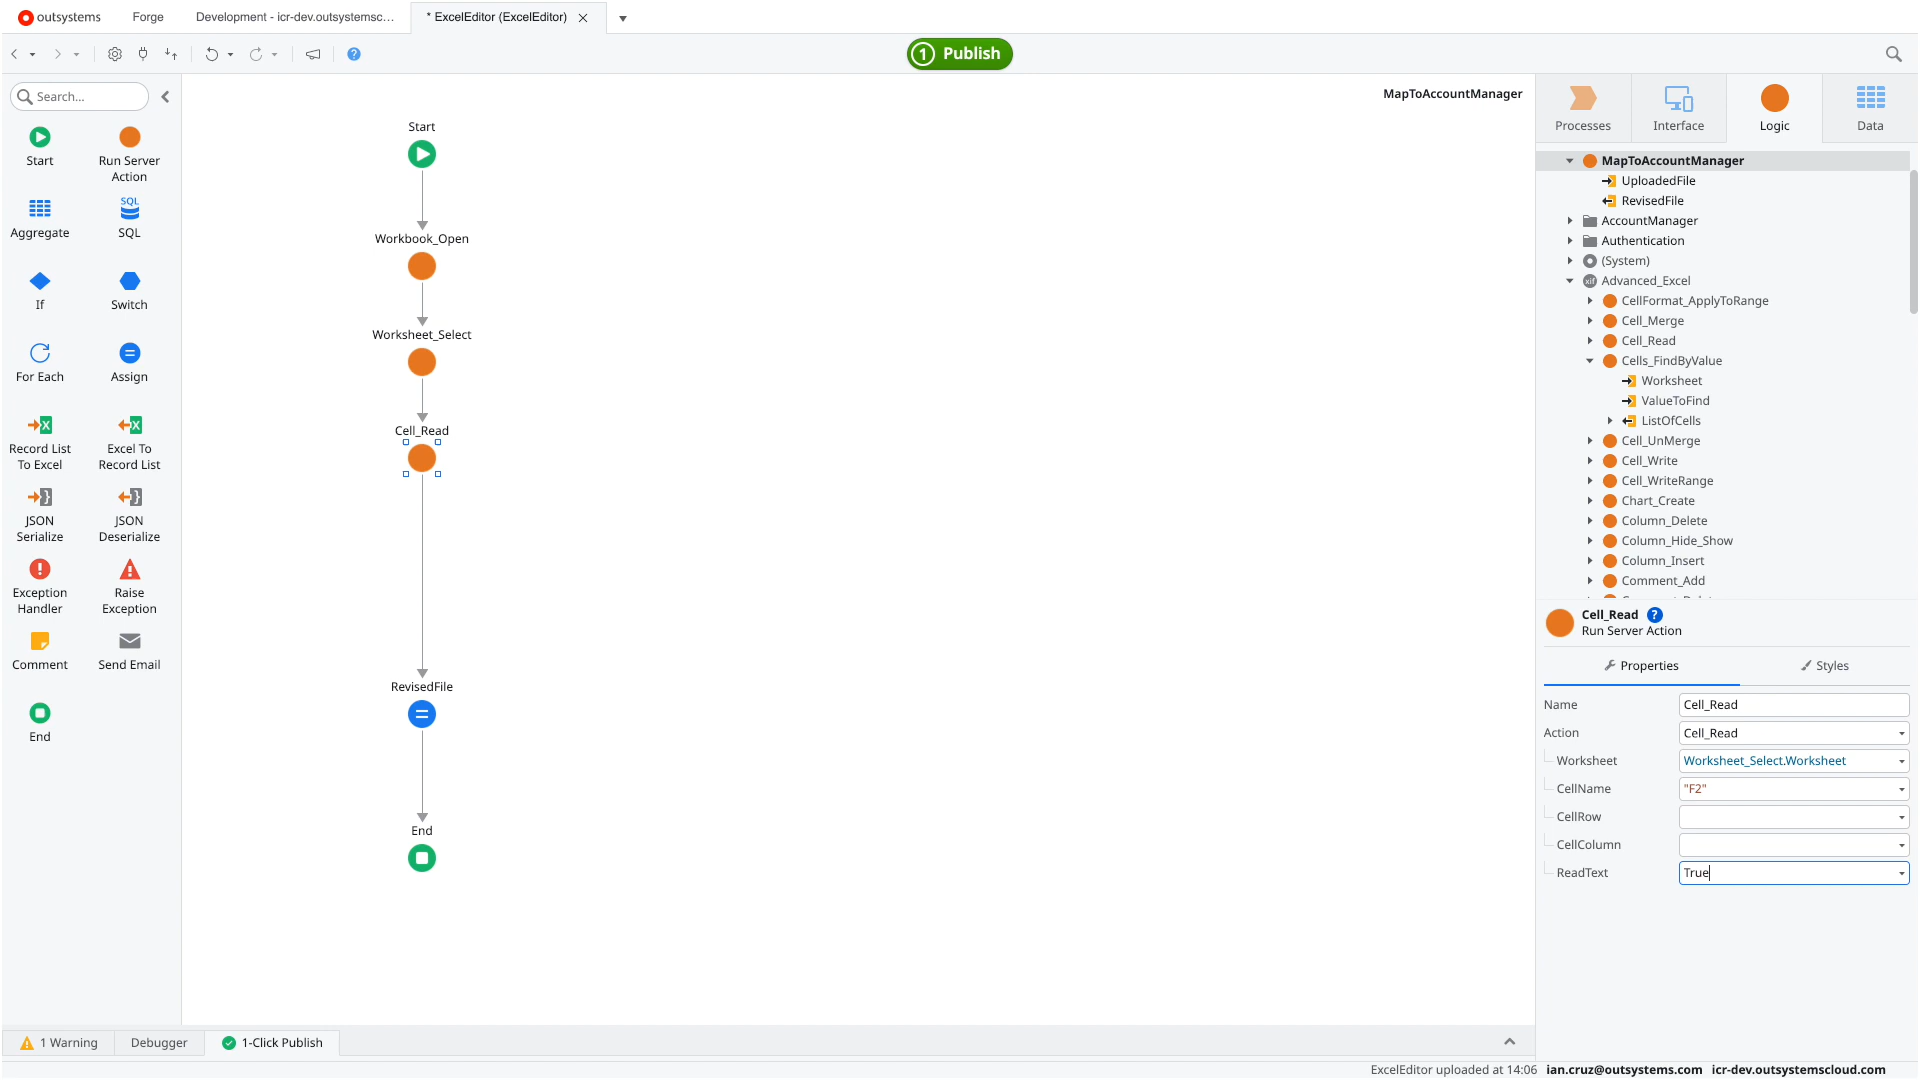 outsystems
Forge
Development - icr-dev.outsystemsc...
* ExcelEditor (ExcelEditor)
1 Publish
MapToAccountManager
Search...
Start
Run Server
Action
Aggregate
SQL
SQL
If
Switch
For Each
Assign
Record List
To Excel
Excel To
Record List
JSON
Serialize
JSON
Deserialize
Exception
Handler
Raise
Exception
Comment
Send Email
End
Start
Workbook_Open
Worksheet_Select
Cell_Read
RevisedFile
End
Processes
Interface
Logic
Data
MapToAccountManager
UploadedFile
RevisedFile
AccountManager
Authentication
(System)
xif Advanced_Excel
CellFormat_ApplyToRange
Cell_Merge
Cell_Read
Cells_FindByValue
Worksheet
ValueToFind
ListOfCells
Cell_UnMerge
Cell_Write
Cell_WriteRange
Chart_Create
Column_Delete
Column_Hide_Show
Column_Insert
Comment_Add
Cell_Read ?
Run Server Action
Properties
Styles
Name Cell_Read
Action Cell_Read
Worksheet Worksheet_Select.Worksheet
CellName "F2"
CellRow
CellColumn
ReadText True
1 Warning
Debugger
1-Click Publish
ExcelEditor uploaded at 14:06 ian.cruz@outsystems.com icr-dev.outsystemscloud.com